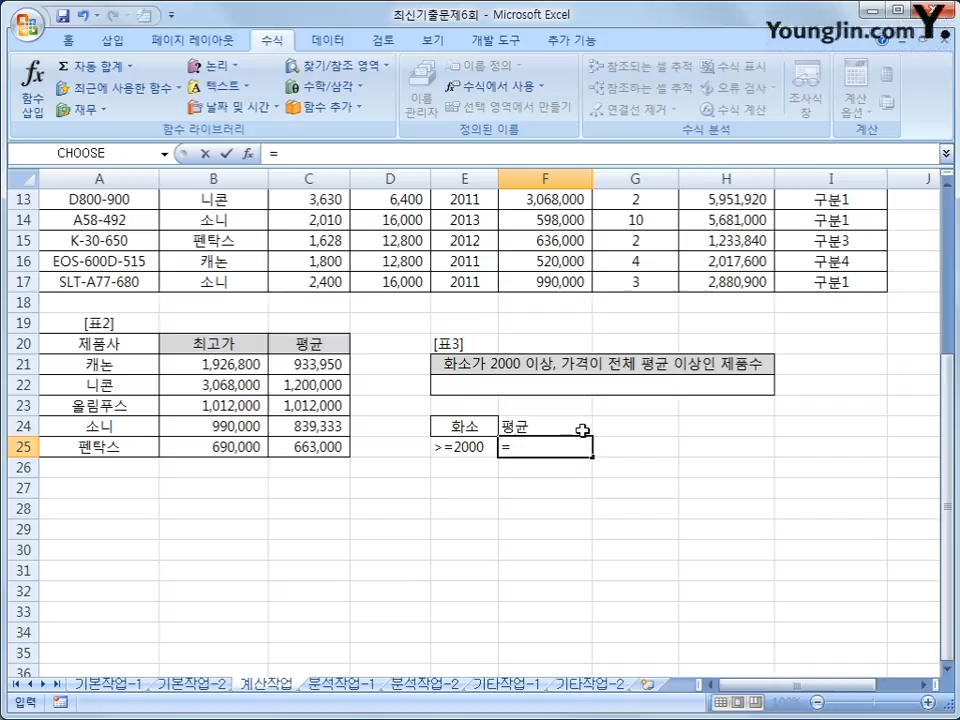 최신기출문제6회 - Microsoft Excel
YoungJin.com Y.
홈 삽입 페이지 레이아웃 수식 데이터 검토 보기 개발 도구 추가 기능
함수 삽입
Σ 자동 합계
최근에 사용한 함수
재무
논리
텍스트
날짜 및 시간
찾기/참조 영역
수학/삼각
함수 추가
함수 라이브러리
이름 관리자
이름 정의
수식에서 사용
선택 영역에서 만들기
정의된 이름
참조되는 셀 추적
참조하는 셀 추적
연결선 제거
수식 표시
오류 검사
수식 계산
조사식 창
수식 분석
계산 옵션
계산
CHOOSE fx =
A B C D E F G H I J
13 D800-900 니콘 3,630 6,400 2011 3,068,000 2 5,951,920 구분1
14 A58-492 소니 2,010 16,000 2013 598,000 10 5,681,000 구분1
15 K-30-650 펜탁스 1,628 12,800 2012 636,000 2 1,233,840 구분3
16 EOS-600D-515 캐논 1,800 12,800 2011 520,000 4 2,017,600 구분4
17 SLT-A77-680 소니 2,400 16,000 2011 990,000 3 2,880,900 구분1
18
19 [표2]
20 제품사 최고가 평균 [표3]
21 캐논 1,926,800 933,950 화소가 2000 이상, 가격이 전체 평균 이상인 제품수
22 니콘 3,068,000 1,200,000
23 올림푸스 1,012,000 1,012,000
24 소니 990,000 839,333 화소 평균
25 펜탁스 690,000 663,000 >=2000 =
26
27
28
29
30
31
32
33
34
35
36
기본작업-1 기본작업-2 계산작업 분석작업-1 분석작업-2 기타작업-1 기타작업-2
입력 100%